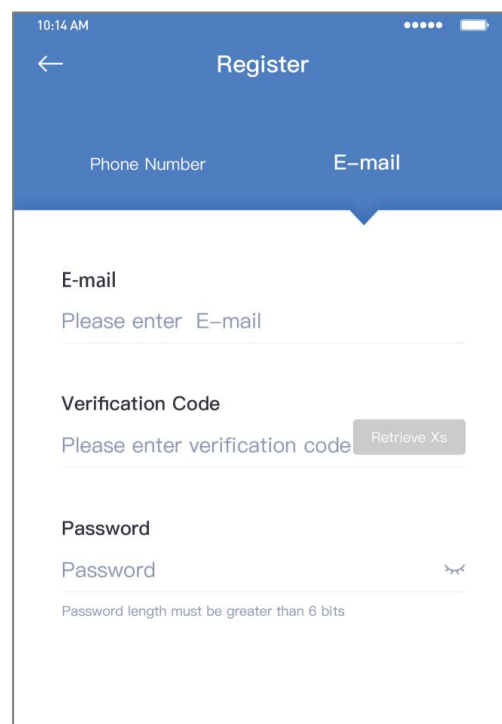 10:14 AM
Register
Phone Number E-mail
E-mail
Please enter E-mail
Verification Code
Please enter verification code Retrieve Xs
Password
Password
Password length must be greater than 6 bits